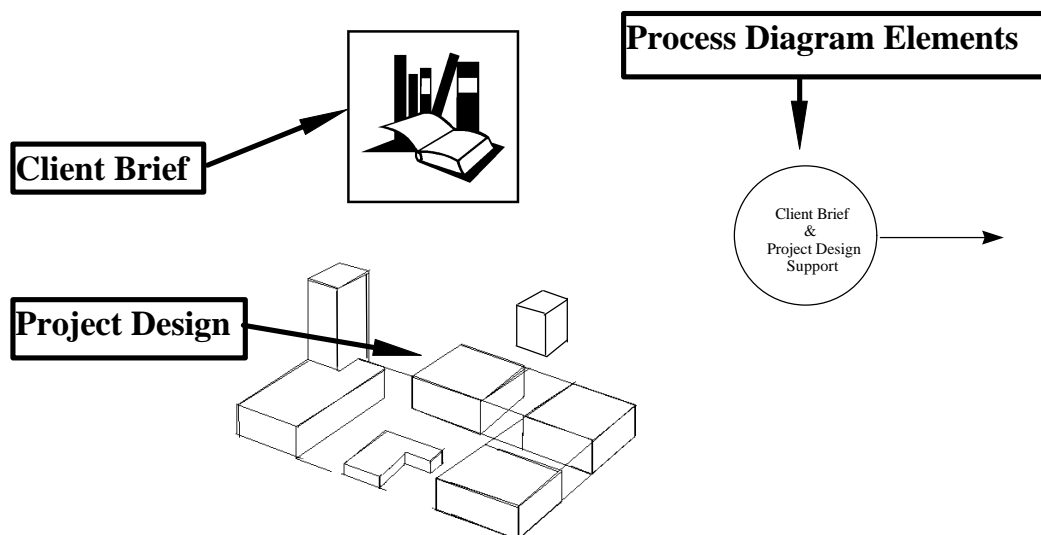 Process Diagram Elements
Client Brief
Client Brief
&
Project Design
Support
Project Design